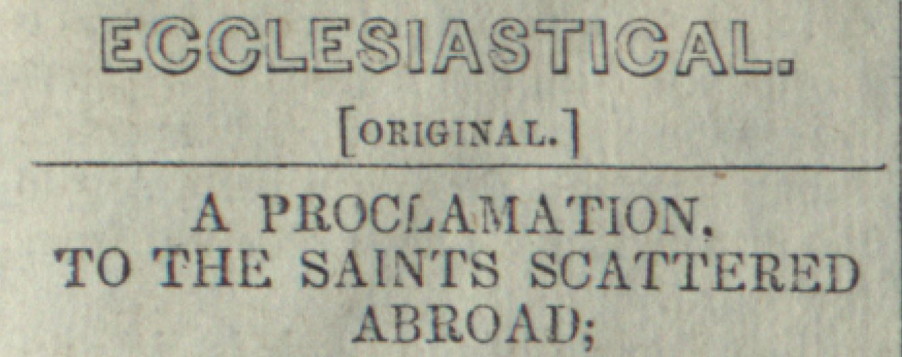 ECCLESIASTICAL.
[ORIGINAL.]
A PROCLAMATION.
TO THE SAINTS SCATTERED
ABROAD;